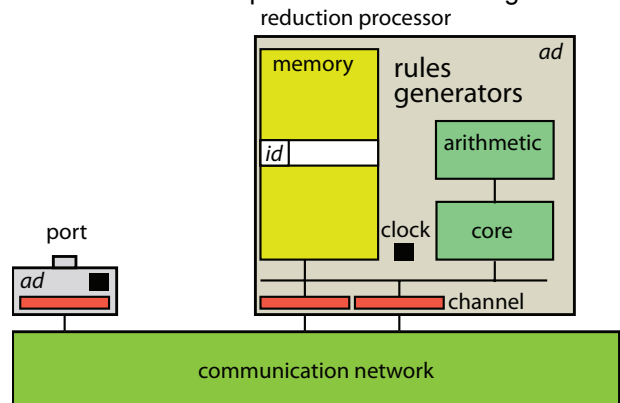 reduction processor
memory
ad
rules
generators
id
arithmetic
port
clock
core
ad
channel
communication network